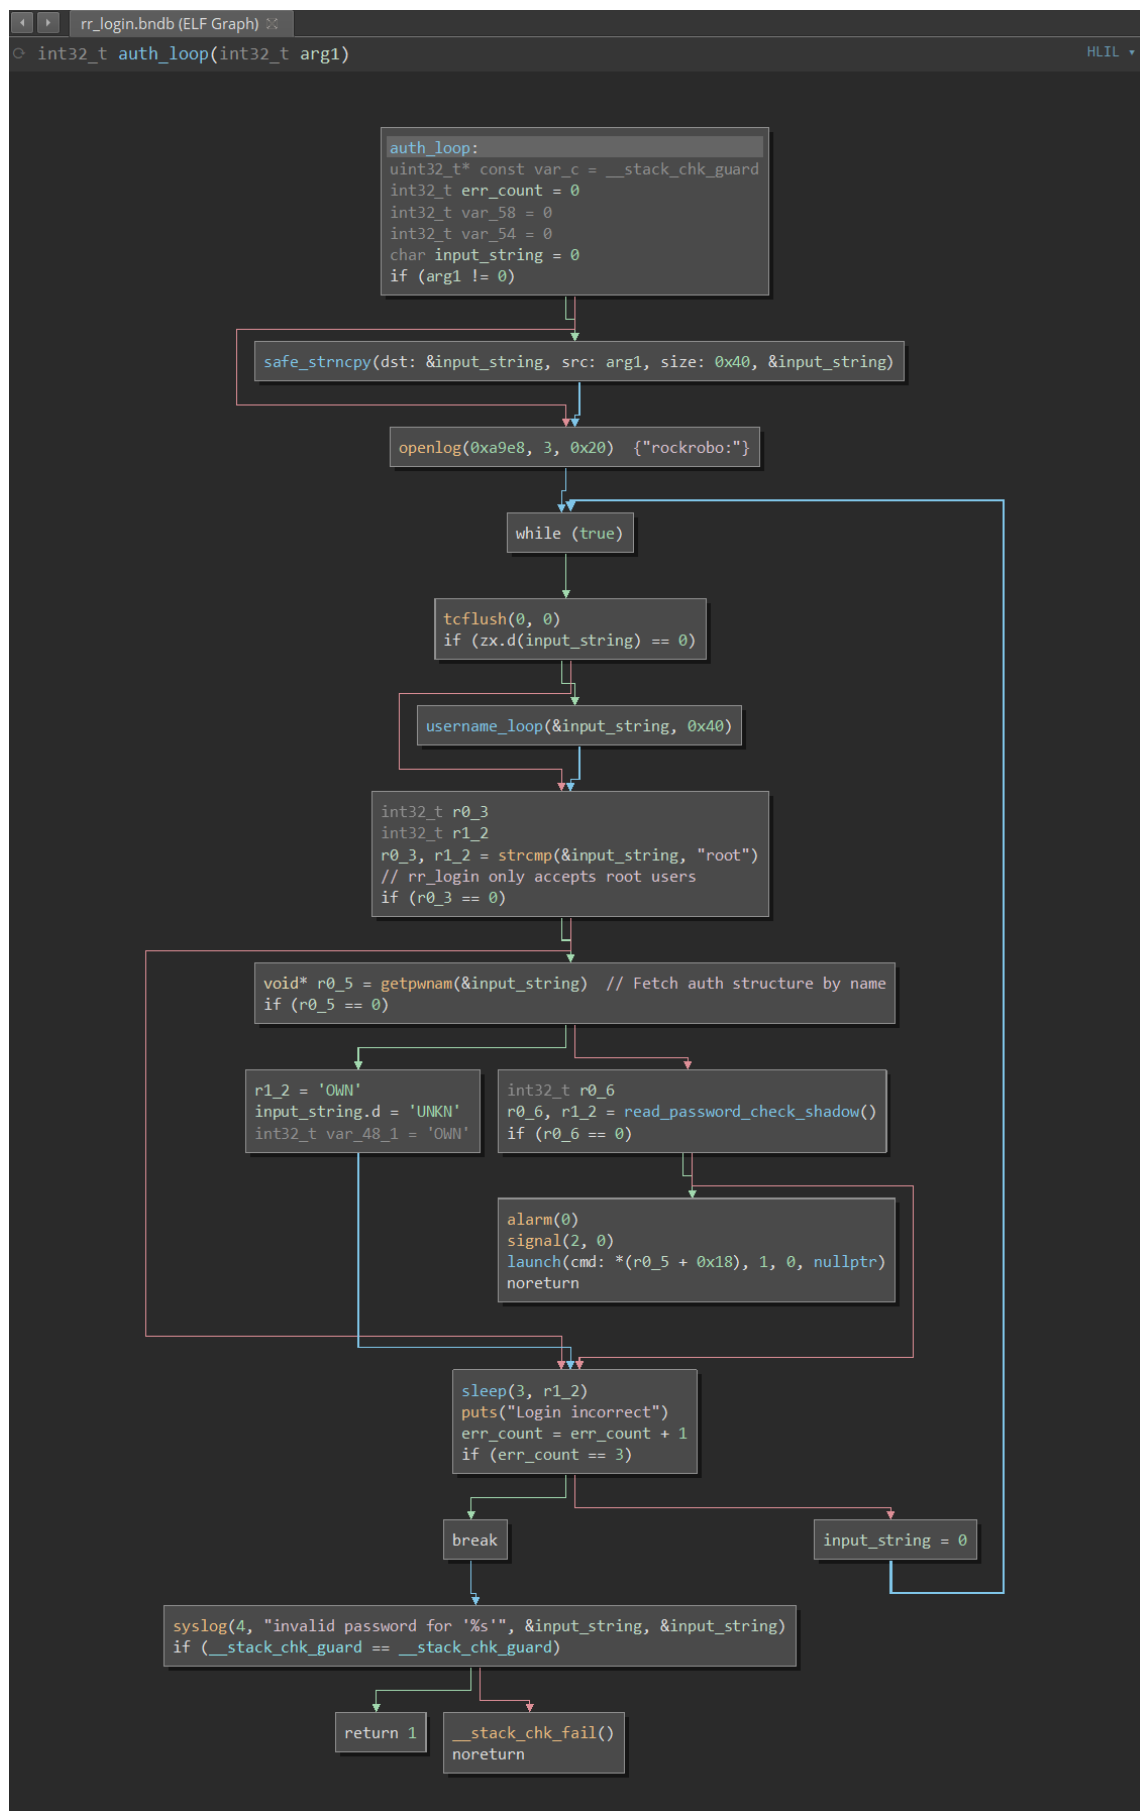 rr_login.bndb (ELF Graph)
int32_t auth_loop(int32_t arg1)
HLIL
auth_loop:
uint32_t* const var_c = __stack_chk_guard
int32_t err_count = 0
int32_t var_58 = 0
int32_t var_54 = 0
char input_string = 0
if (arg1 != 0)
safe_strncpy(dst: &input_string, src: arg1, size: 0x40, &input_string)
openlog(0xa9e8, 3, 0x20)  {"rockrobo:"}
while (true)
tcflush(0, 0)
if (zx.d(input_string) == 0)
username_loop(&input_string, 0x40)
int32_t r0_3
int32_t r1_2
r0_3, r1_2 = strcmp(&input_string, "root")
// rr_login only accepts root users
if (r0_3 == 0)
void* r0_5 = getpwnam(&input_string)  // Fetch auth structure by name
if (r0_5 == 0)
r1_2 = 'OWN'
input_string.d = 'UNKN'
int32_t var_48_1 = 'OWN'
int32_t r0_6
r0_6, r1_2 = read_password_check_shadow()
if (r0_6 == 0)
alarm(0)
signal(2, 0)
launch(cmd: *(r0_5 + 0x18), 1, 0, nullptr)
noreturn
sleep(3, r1_2)
puts("Login incorrect")
err_count = err_count + 1
if (err_count == 3)
break
input_string = 0
syslog(4, "invalid password for '%s'", &input_string, &input_string)
if (__stack_chk_guard == __stack_chk_guard)
return 1
__stack_chk_fail()
noreturn